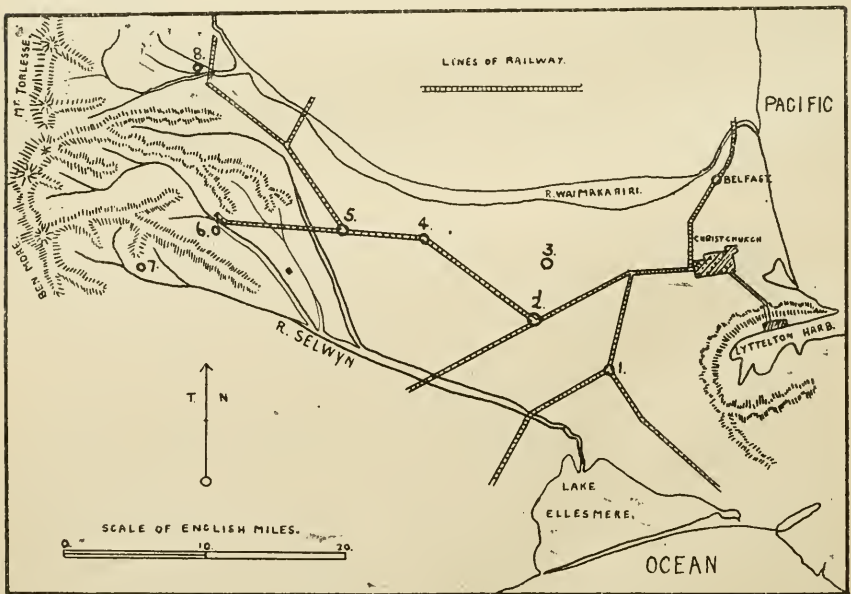 8.
MT. TORLESSE
LINES OF RAILWAY.
PACIFIC
R. WAIMAKARIRI.
BELFAST.
5.
4.
3.
6.
CHRISTCHURCH
7.
BEN MORE.
2.
R. SELWYN
LYTTELTON HARB.
1.
T. N
LAKE
ELLESMERE.
SCALE OF ENGLISH MILES.
0. 10. 20.
OCEAN